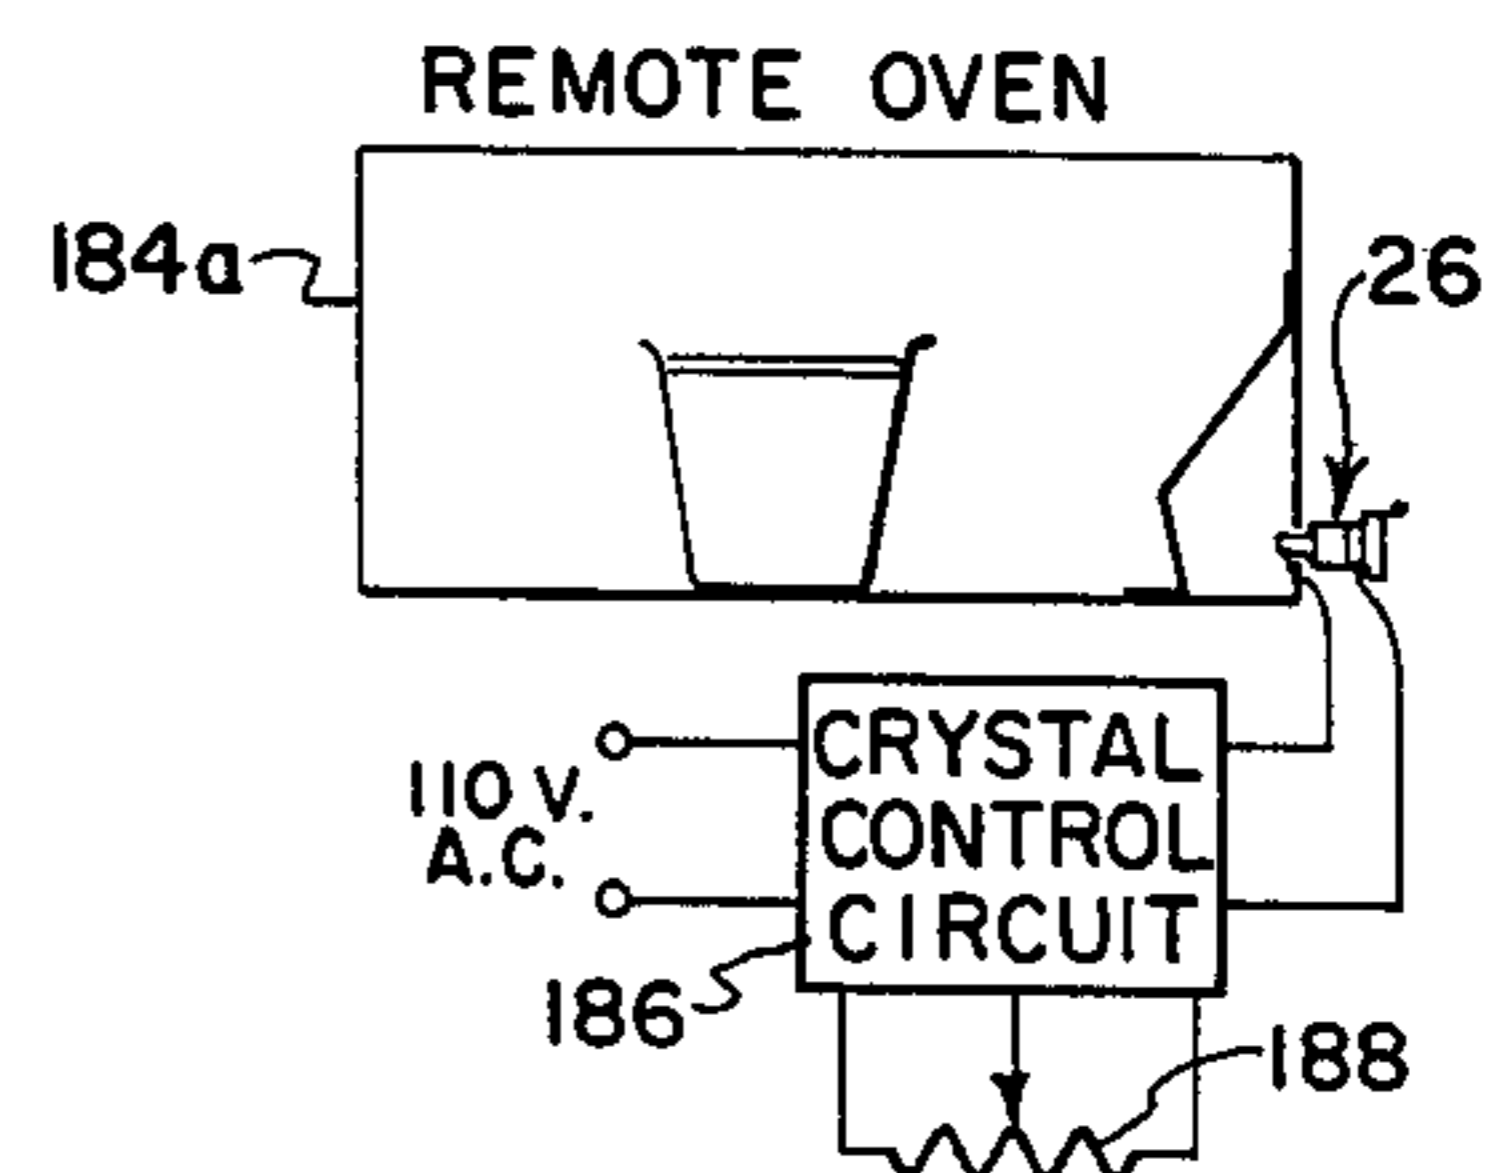 REMOTE OVEN
184a
26
110 V.
A.C.
CRYSTAL
CONTROL
CIRCUIT
186
188